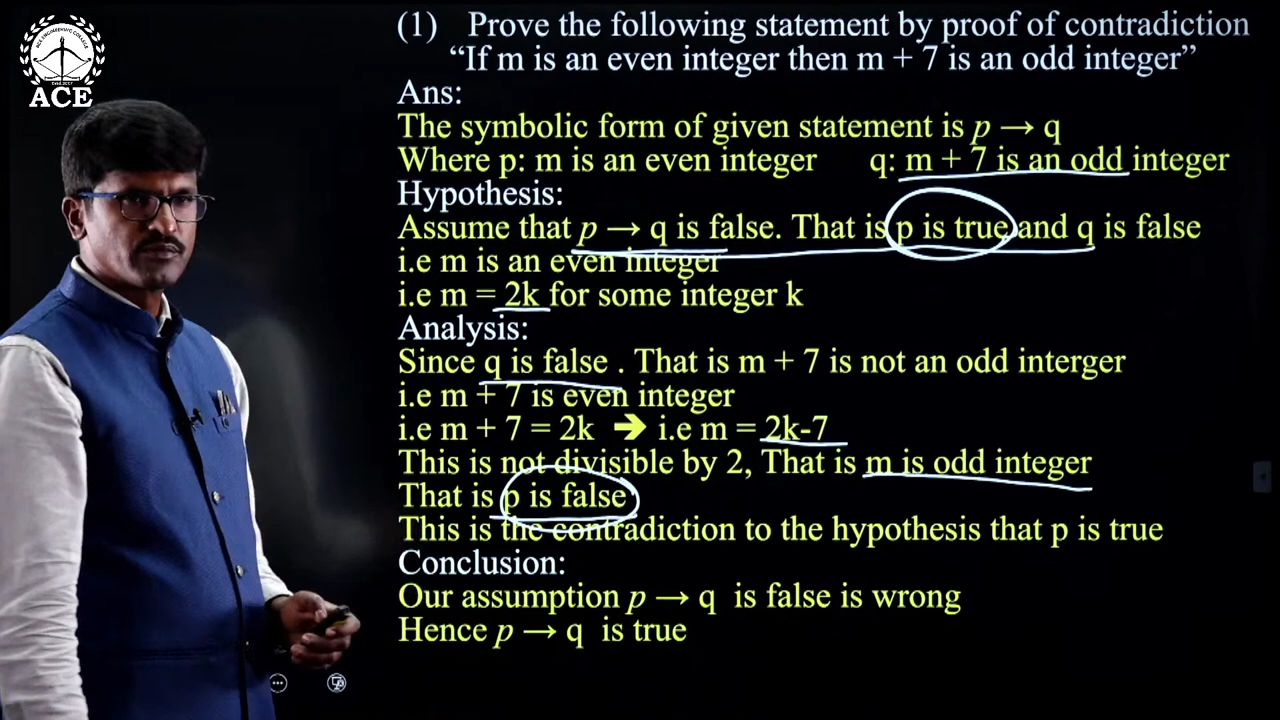 ACE
(1) Prove the following statement by proof of contradiction
“If m is an even integer then m + 7 is an odd integer”
Ans:
The symbolic form of given statement is p → q
Where p: m is an even integer q: m + 7 is an odd integer
Hypothesis:
Assume that p → q is false. That is p is true and q is false
i.e m is an even integer
i.e m = 2k for some integer k
Analysis:
Since q is false . That is m + 7 is not an odd interger
i.e m + 7 is even integer
i.e m + 7 = 2k ➔ i.e m = 2k-7
This is not divisible by 2, That is m is odd integer
That is p is false
This is the contradiction to the hypothesis that p is true
Conclusion:
Our assumption p → q is false is wrong
Hence p → q is true